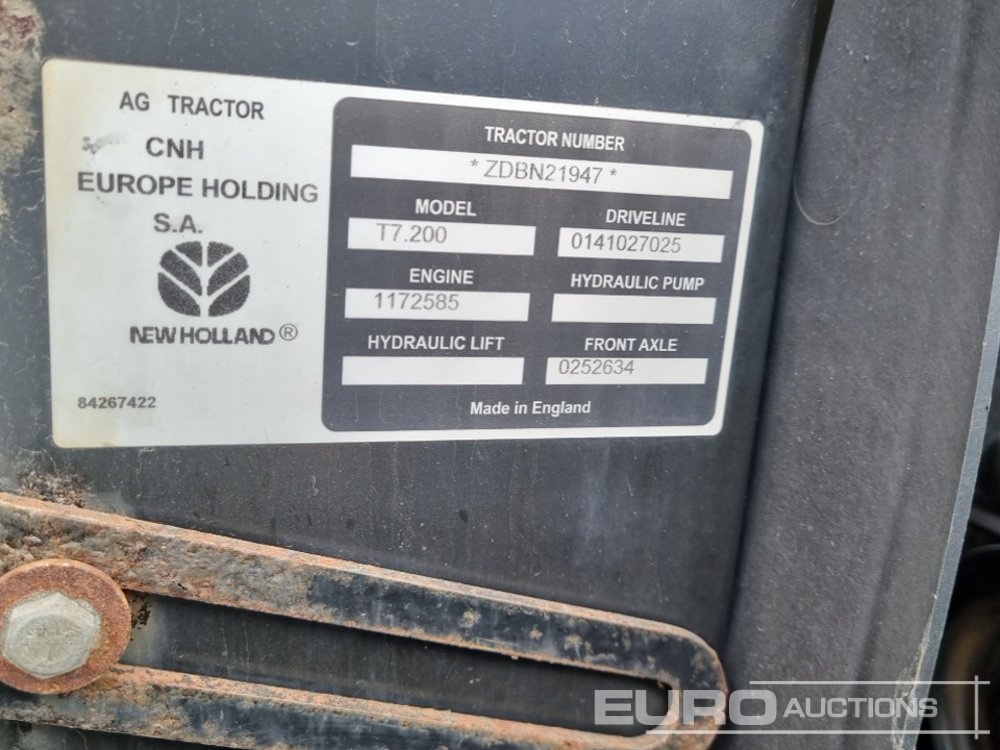 AG TRACTOR
CNH
EUROPE HOLDING
S.A.
NEW HOLLAND®
84267422
TRACTOR NUMBER
*ZDBN21947*
MODEL
T7.200
DRIVELINE
0141027025
ENGINE
1172585
HYDRAULIC PUMP
HYDRAULIC LIFT
FRONT AXLE
0252634
Made in England
EURO AUCTIONS